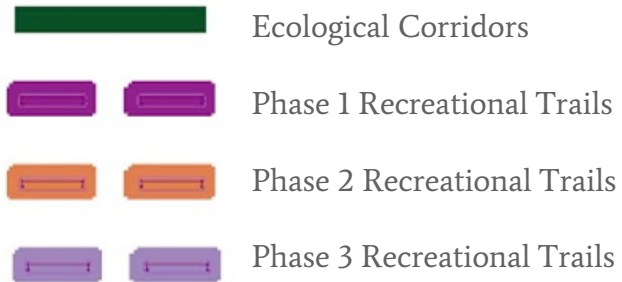 Ecological Corridors
Phase 1 Recreational Trails
Phase 2 Recreational Trails
Phase 3 Recreational Trails